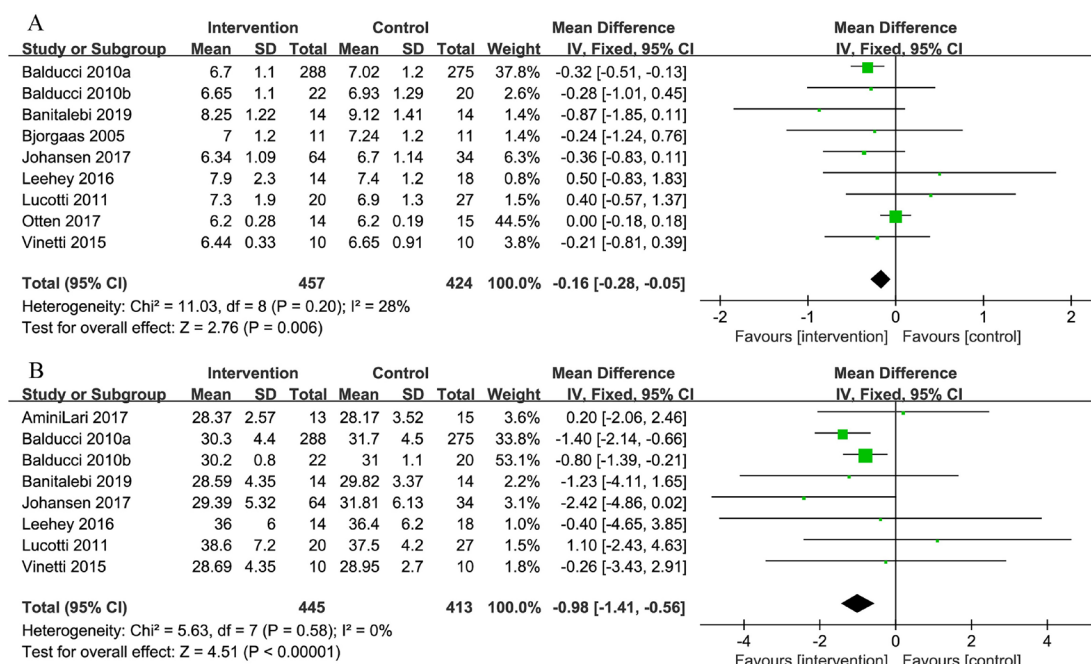 A
Intervention Control Mean Difference Mean Difference
Study or Subgroup Mean SD Total Mean SD Total Weight IV, Fixed, 95% CI IV, Fixed, 95% CI
Balducci 2010a 6.7 1.1 288 7.02 1.2 275 37.8% -0.32 [-0.51, -0.13]
Balducci 2010b 6.65 1.1 22 6.93 1.29 20 2.6% -0.28 [-1.01, 0.45]
Banitalebi 2019 8.25 1.22 14 9.12 1.41 14 1.4% -0.87 [-1.85, 0.11]
Bjorgaas 2005 7 1.2 11 7.24 1.2 11 1.4% -0.24 [-1.24, 0.76]
Johansen 2017 6.34 1.09 64 6.7 1.14 34 6.3% -0.36 [-0.83, 0.11]
Leehey 2016 7.9 2.3 14 7.4 1.2 18 0.8% 0.50 [-0.83, 1.83]
Lucotti 2011 7.3 1.9 20 6.9 1.3 27 1.5% 0.40 [-0.57, 1.37]
Otten 2017 6.2 0.28 14 6.2 0.19 15 44.5% 0.00 [-0.18, 0.18]
Vinetti 2015 6.44 0.33 10 6.65 0.91 10 3.8% -0.21 [-0.81, 0.39]
Total (95% CI) 457 424 100.0% -0.16 [-0.28, -0.05]
Heterogeneity: Chi² = 11.03, df = 8 (P = 0.20); I² = 28%
Test for overall effect: Z = 2.76 (P = 0.006)
-2 -1 0 1 2
Favours [intervention] Favours [control]
B
Intervention Control Mean Difference Mean Difference
Study or Subgroup Mean SD Total Mean SD Total Weight IV, Fixed, 95% CI IV, Fixed, 95% CI
AminiLari 2017 28.37 2.57 13 28.17 3.52 15 3.6% 0.20 [-2.06, 2.46]
Balducci 2010a 30.3 4.4 288 31.7 4.5 275 33.8% -1.40 [-2.14, -0.66]
Balducci 2010b 30.2 0.8 22 31 1.1 20 53.1% -0.80 [-1.39, -0.21]
Banitalebi 2019 28.59 4.35 14 29.82 3.37 14 2.2% -1.23 [-4.11, 1.65]
Johansen 2017 29.39 5.32 64 31.81 6.13 34 3.1% -2.42 [-4.86, 0.02]
Leehey 2016 36 6 14 36.4 6.2 18 1.0% -0.40 [-4.65, 3.85]
Lucotti 2011 38.6 7.2 20 37.5 4.2 27 1.5% 1.10 [-2.43, 4.63]
Vinetti 2015 28.69 4.35 10 28.95 2.7 10 1.8% -0.26 [-3.43, 2.91]
Total (95% CI) 445 413 100.0% -0.98 [-1.41, -0.56]
Heterogeneity: Chi² = 5.63, df = 7 (P = 0.58); I² = 0%
Test for overall effect: Z = 4.51 (P < 0.00001)
-4 -2 0 2 4
Favours [intervention] Favours [control]